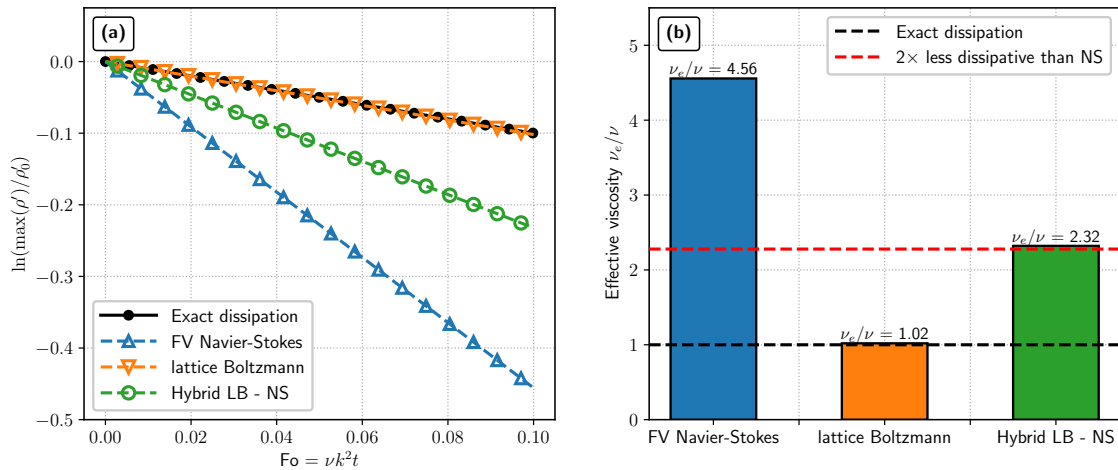 (a)
0.0
−0.1
−0.2
−0.3
−0.4
−0.5
ln(max(ρ′)/ρ′₀)
Exact dissipation
FV Navier-Stokes
lattice Boltzmann
Hybrid LB - NS
0.00 0.02 0.04 0.06 0.08 0.10
Fo = νk²t
(b)
Exact dissipation
2× less dissipative than NS
5
4
3
2
1
0
Effective viscosity νₑ/ν
νₑ/ν = 4.56
νₑ/ν = 1.02
νₑ/ν = 2.32
FV Navier-Stokes lattice Boltzmann Hybrid LB - NS